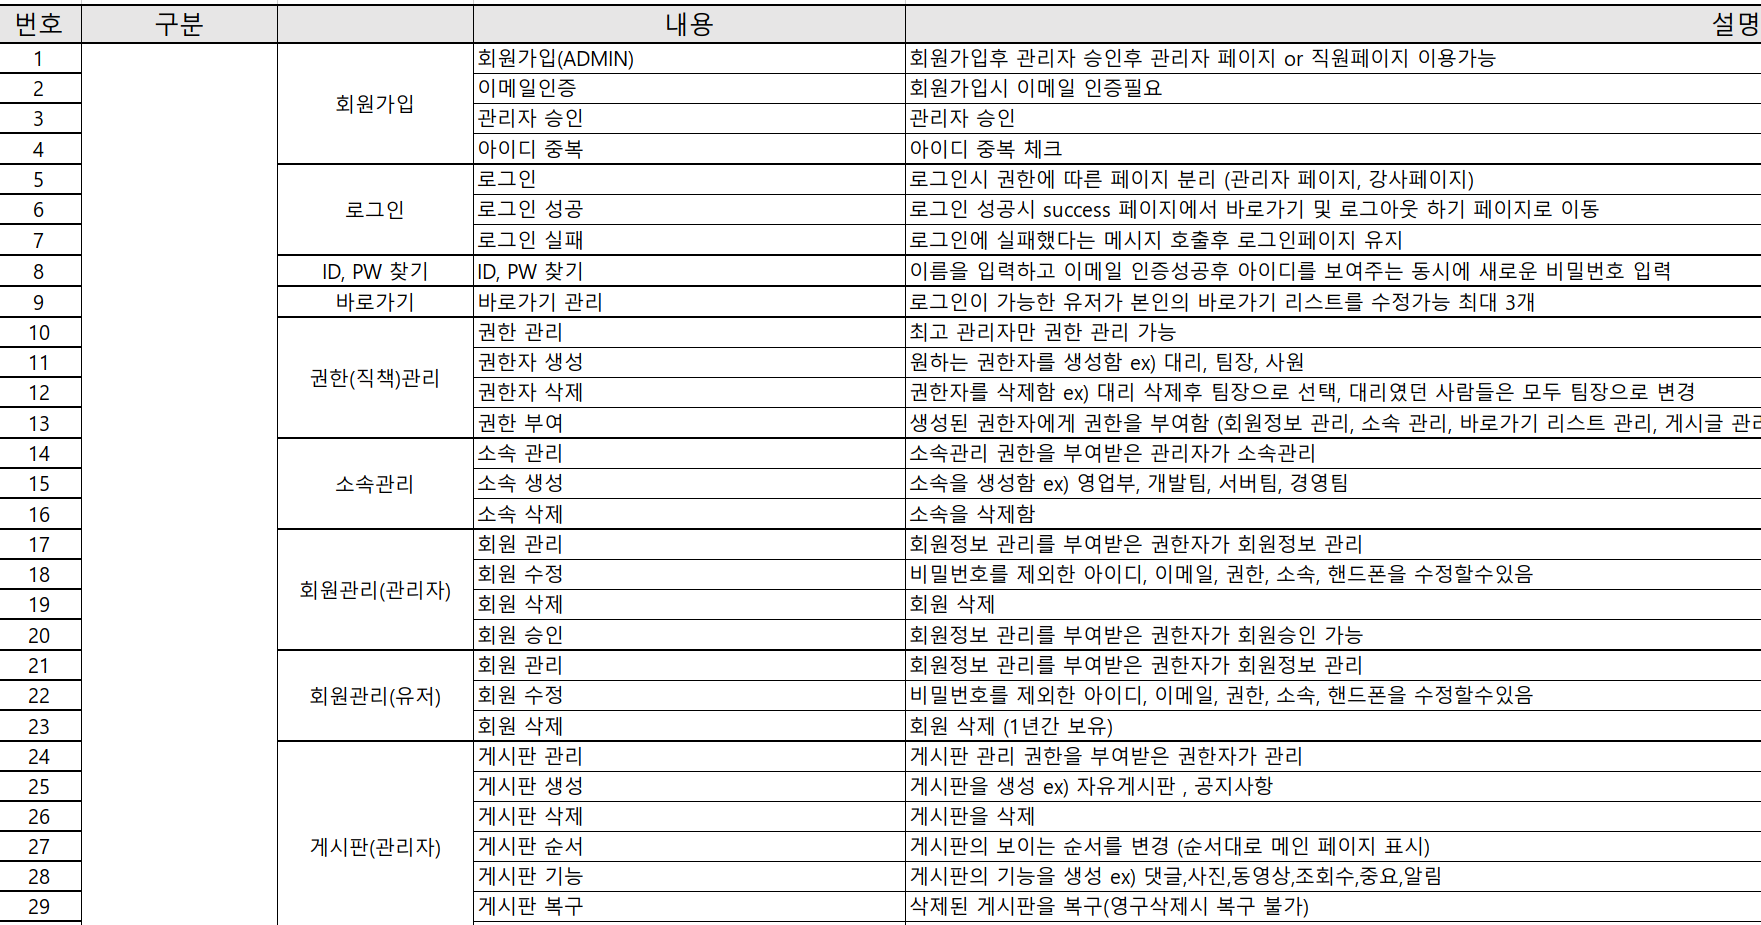 번호 구분 내용 설명
1 회원가입 회원가입(ADMIN) 회원가입후 관리자 승인후 관리자 페이지 or 직원페이지 이용가능
2 이메일인증 회원가입시 이메일 인증필요
3 관리자 승인 관리자 승인
4 아이디 중복 아이디 중복 체크
5 로그인 로그인 로그인시 권한에 따른 페이지 분리 (관리자 페이지, 강사페이지)
6 로그인 성공 로그인 성공시 success 페이지에서 바로가기 및 로그아웃 하기 페이지로 이동
7 로그인 실패 로그인에 실패했다는 메시지 호출후 로그인페이지 유지
8 ID, PW 찾기 ID, PW 찾기 이름을 입력하고 이메일 인증성공후 아이디를 보여주는 동시에 새로운 비밀번호 입력
9 바로가기 바로가기 관리 로그인이 가능한 유저가 본인의 바로가기 리스트를 수정가능 최대 3개
10 권한(직책)관리 권한 관리 최고 관리자만 권한 관리 가능
11 권한자 생성 원하는 권한자를 생성함 ex) 대리, 팀장, 사원
12 권한자 삭제 권한자를 삭제함 ex) 대리 삭제후 팀장으로 선택, 대리였던 사람들은 모두 팀장으로 변경
13 권한 부여 생성된 권한자에게 권한을 부여함 (회원정보 관리, 소속 관리, 바로가기 리스트 관리, 게시글 관리
14 소속관리 소속 관리 소속관리 권한을 부여받은 관리자가 소속관리
15 소속 생성 소속을 생성함 ex) 영업부, 개발팀, 서버팀, 경영팀
16 소속 삭제 소속을 삭제함
17 회원관리(관리자) 회원 관리 회원정보 관리를 부여받은 권한자가 회원정보 관리
18 회원 수정 비밀번호를 제외한 아이디, 이메일, 권한, 소속, 핸드폰을 수정할수있음
19 회원 삭제 회원 삭제
20 회원 승인 회원정보 관리를 부여받은 권한자가 회원승인 가능
21 회원관리(유저) 회원 관리 회원정보 관리를 부여받은 권한자가 회원정보 관리
22 회원 수정 비밀번호를 제외한 아이디, 이메일, 권한, 소속, 핸드폰을 수정할수있음
23 회원 삭제 회원 삭제 (1년간 보유)
24 게시판(관리자) 게시판 관리 게시판 관리 권한을 부여받은 권한자가 관리
25 게시판 생성 게시판을 생성 ex) 자유게시판 , 공지사항
26 게시판 삭제 게시판을 삭제
27 게시판 순서 게시판의 보이는 순서를 변경 (순서대로 메인 페이지 표시)
28 게시판 기능 게시판의 기능을 생성 ex) 댓글,사진,동영상,조회수,중요,알림
29 게시판 복구 삭제된 게시판을 복구(영구삭제시 복구 불가)